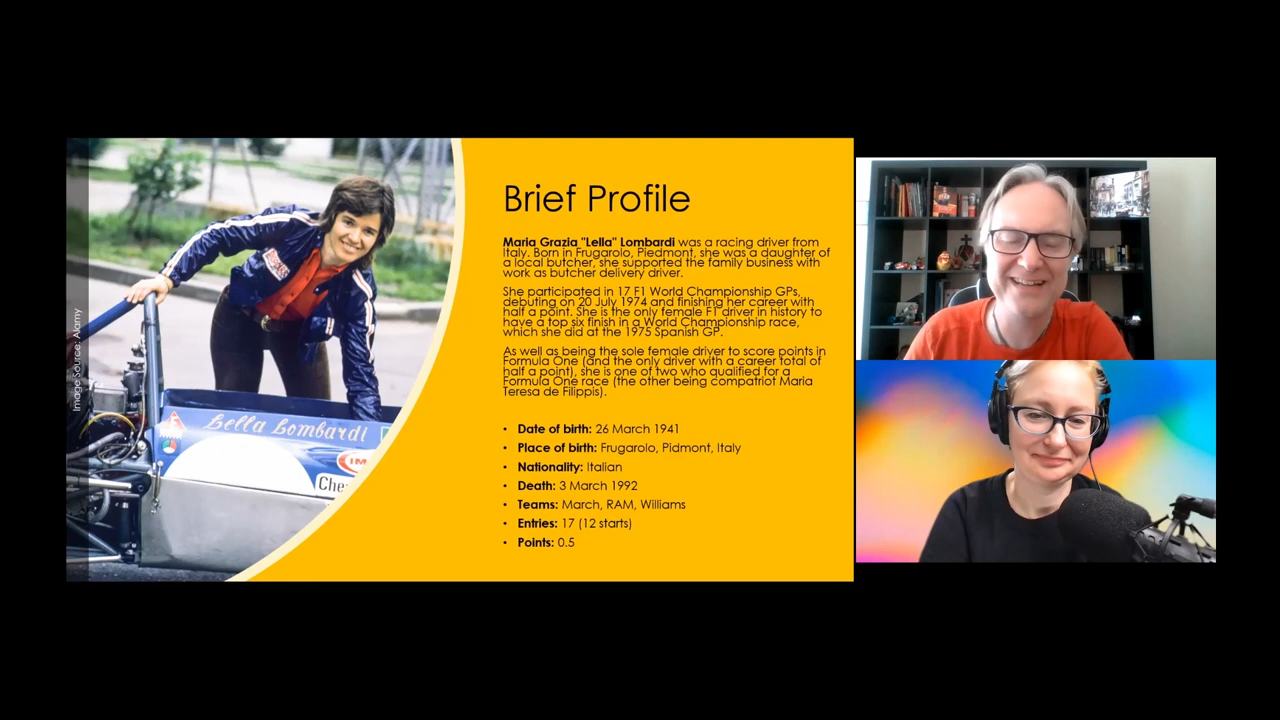 Brief Profile
Maria Grazia "Lella" Lombardi was a racing driver from
Italy. Born in Frugarolo, Piedmont, she was a daughter of
a local butcher, she supported the family business with
work as butcher delivery driver.
She participated in 17 F1 World Championship GPs,
debuting on 20 July 1974 and finishing her career with
half a point. She is the only female F1 driver in history to
have a top six finish in a World Championship race,
which she did at the 1975 Spanish GP.
As well as being the sole female driver to score points in
Formula One (and the only driver with a career total of
half a point), she is one of two who qualified for a
Formula One race (the other being compatriot Maria
Teresa de Filippis).
• Date of birth: 26 March 1941
• Place of birth: Frugarolo, Pidmont, Italy
• Nationality: Italian
• Death: 3 March 1992
• Teams: March, RAM, Williams
• Entries: 17 (12 starts)
• Points: 0.5
Image Source: Alamy
Lella Lombardi
IM
Che